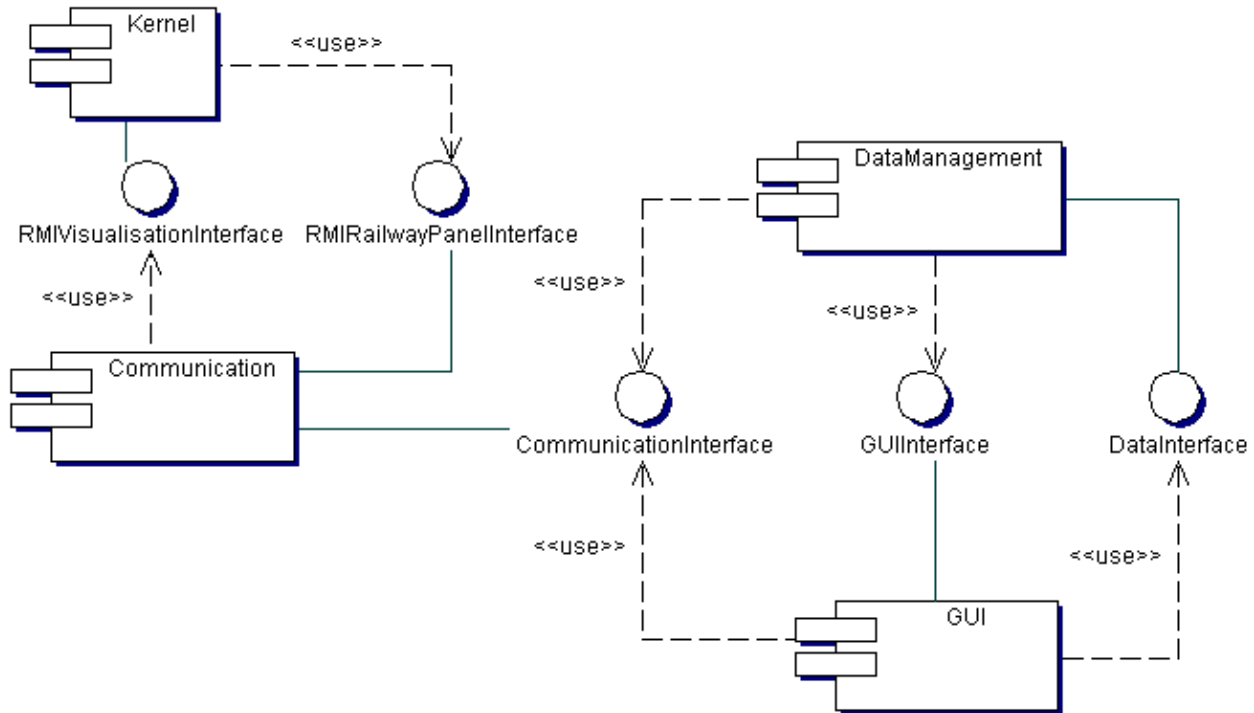 Kernel
<<use>>
DataManagement
RMIVisualisationInterface
RMIRailwayPanelInterface
<<use>>
<<use>>
<<use>>
Communication
CommunicationInterface
GUIInterface
DataInterface
<<use>>
<<use>>
GUI